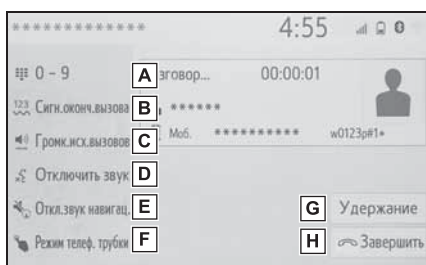 ************* 4:55
0 – 9 A зговор... 00:00:01
123 Сигн.оконч.вызова B ******
Громк.исх.вызовов C Моб. ********** w0123p#1*
Отключить звук D
Откл.звук навигац. E G Удержание
Режим телеф. трубки F H Завершить